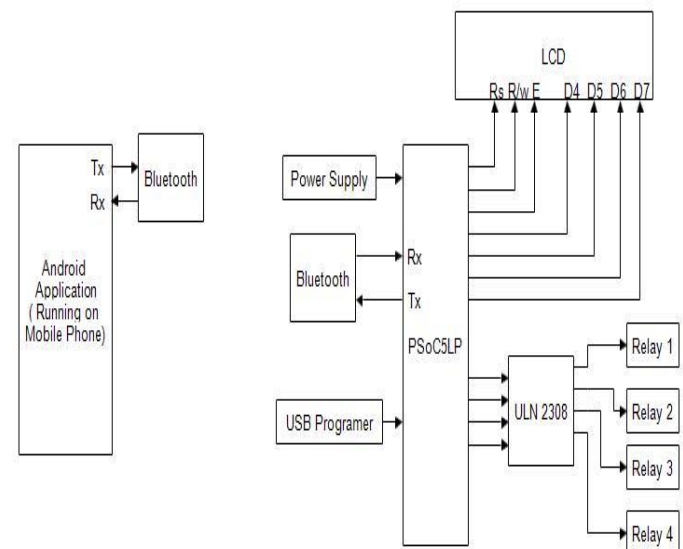 LCD
Rs R/w E D4 D5 D6 D7
Tx
Rx
Bluetooth
Android
Application
( Running on
Mobile Phone)
Power Supply
Bluetooth
Rx
Tx
PSoC5LP
USB Programer
ULN 2308
Relay 1
Relay 2
Relay 3
Relay 4